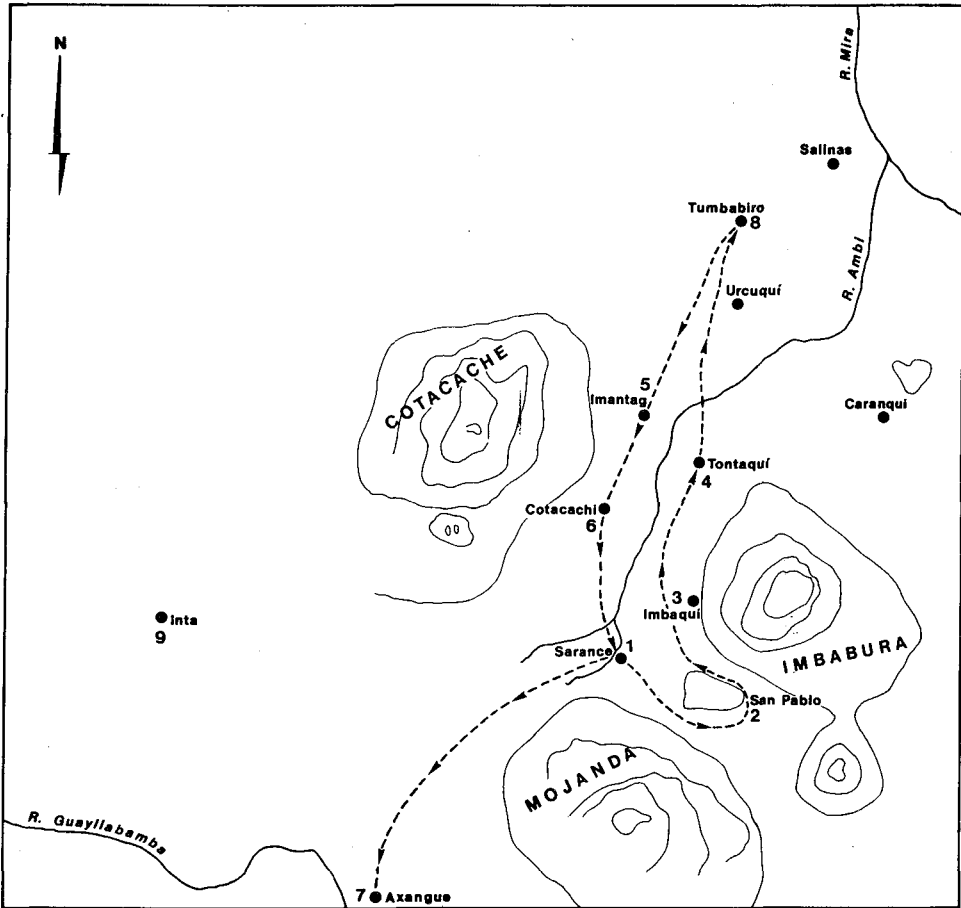 N
R. Mira
Salinas
Tumbabiro
8
Urcuquí
R. Ambi
COTACACHE
5
Imantag
Caranqui
Tontaquí
4
Cotacachi
6
3
Imbaquí
Inta
9
IMBABURA
Sarance
1
San Pablo
2
MOJANDA
R. Guayllabamba
7
Axangue